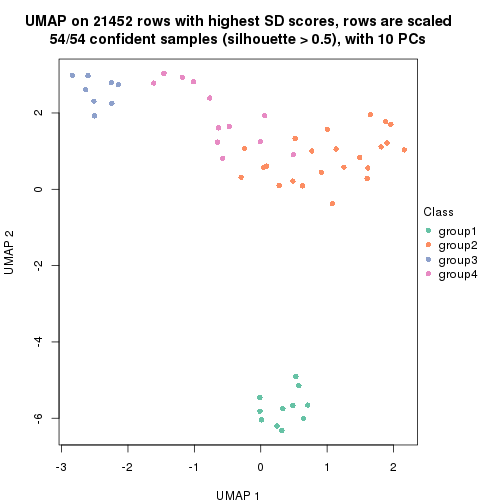 UMAP on 21452 rows with highest SD scores, rows are scaled
54/54 confident samples (silhouette > 0.5), with 10 PCs
2
0
-2
-4
-6
UMAP 2
-3
-2
-1
0
1
2
UMAP 1
Class
group1
group2
group3
group4